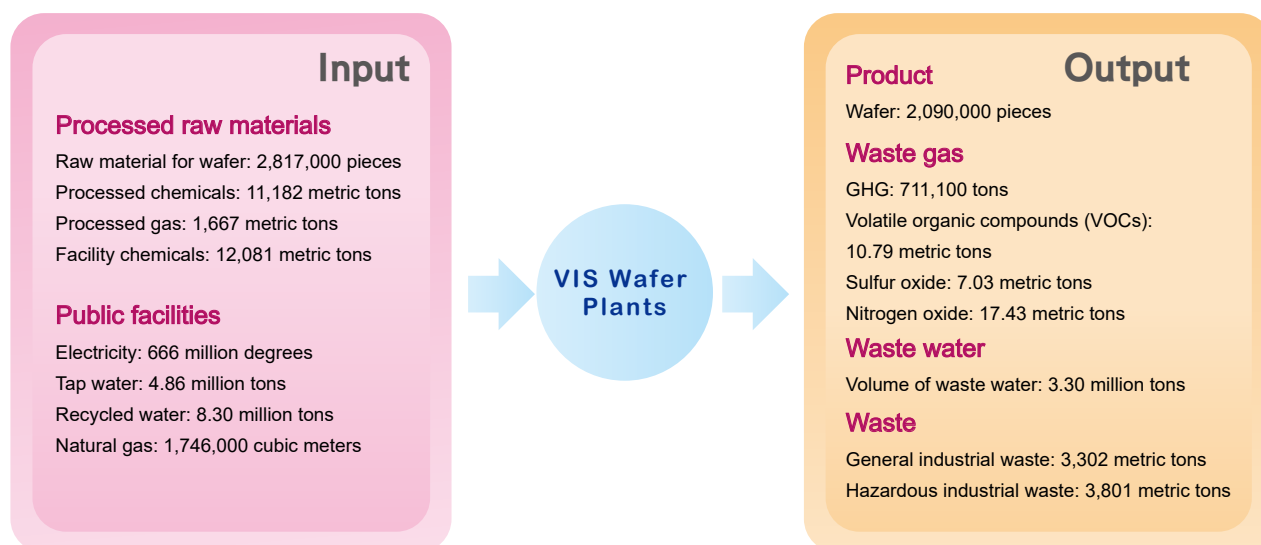 Input
Processed raw materials
Raw material for wafer: 2,817,000 pieces
Processed chemicals: 11,182 metric tons
Processed gas: 1,667 metric tons
Facility chemicals: 12,081 metric tons
Public facilities
Electricity: 666 million degrees
Tap water: 4.86 million tons
Recycled water: 8.30 million tons
Natural gas: 1,746,000 cubic meters
VIS Wafer
Plants
Output
Product
Wafer: 2,090,000 pieces
Waste gas
GHG: 711,100 tons
Volatile organic compounds (VOCs):
10.79 metric tons
Sulfur oxide: 7.03 metric tons
Nitrogen oxide: 17.43 metric tons
Waste water
Volume of waste water: 3.30 million tons
Waste
General industrial waste: 3,302 metric tons
Hazardous industrial waste: 3,801 metric tons